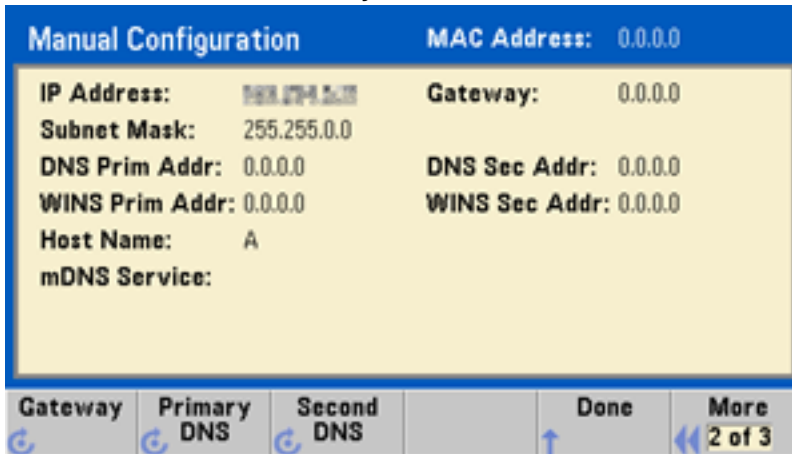 Manual Configuration MAC Address: 0.0.0.0
IP Address: Gateway: 0.0.0.0
Subnet Mask: 255.255.0.0
DNS Prim Addr: 0.0.0.0 DNS Sec Addr: 0.0.0.0
WINS Prim Addr: 0.0.0.0 WINS Sec Addr: 0.0.0.0
Host Name: A
mDNS Service:
Gateway Primary Second Done More
DNS DNS 2 of 3